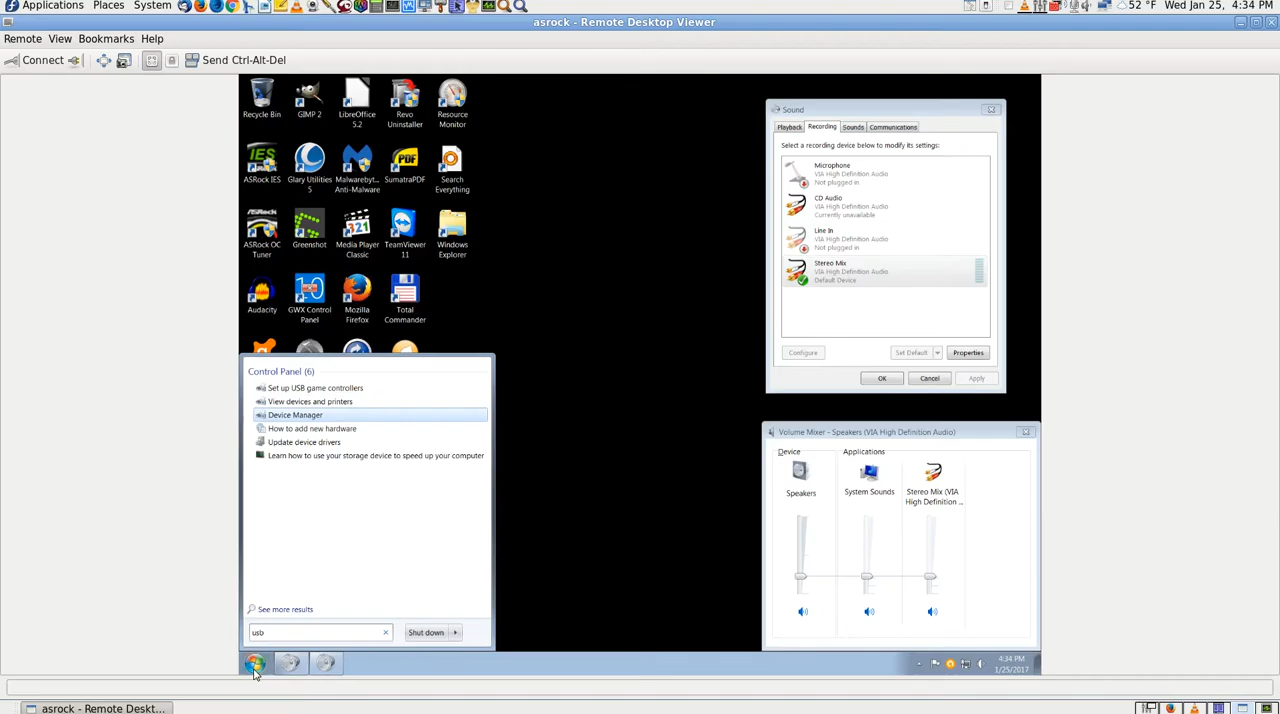 Applications Places System
52 °F Wed Jan 25, 4:34 PM
asrock - Remote Desktop Viewer
Remote View Bookmarks Help
Connect
Send Ctrl-Alt-Del
Recycle Bin
GIMP 2
LibreOffice 5.2
Revo Uninstaller
Resource Monitor
ASRock IES
Glary Utilities 5
Malwarebyt... Anti-Malware
SumatraPDF
Search Everything
ASRock OC Tuner
Greenshot
Media Player Classic
TeamViewer 11
Windows Explorer
Audacity
GWX Control Panel
Mozilla Firefox
Total Commander
Sound
Playback Recording Sounds Communications
Select a recording device below to modify its settings:
Microphone
VIA High Definition Audio
Not plugged in
CD Audio
VIA High Definition Audio
Currently unavailable
Line In
VIA High Definition Audio
Not plugged in
Stereo Mix
VIA High Definition Audio
Default Device
Configure Set Default Properties
OK Cancel Apply
Control Panel (6)
Set up USB game controllers
View devices and printers
Device Manager
How to add new hardware
Update device drivers
Learn how to use your storage device to speed up your computer
See more results
usb
Shut down
Volume Mixer - Speakers (VIA High Definition Audio)
Device Applications
Speakers
System Sounds
Stereo Mix (VIA
High Definition ...
4:34 PM
1/25/2017
asrock - Remote Deskt...